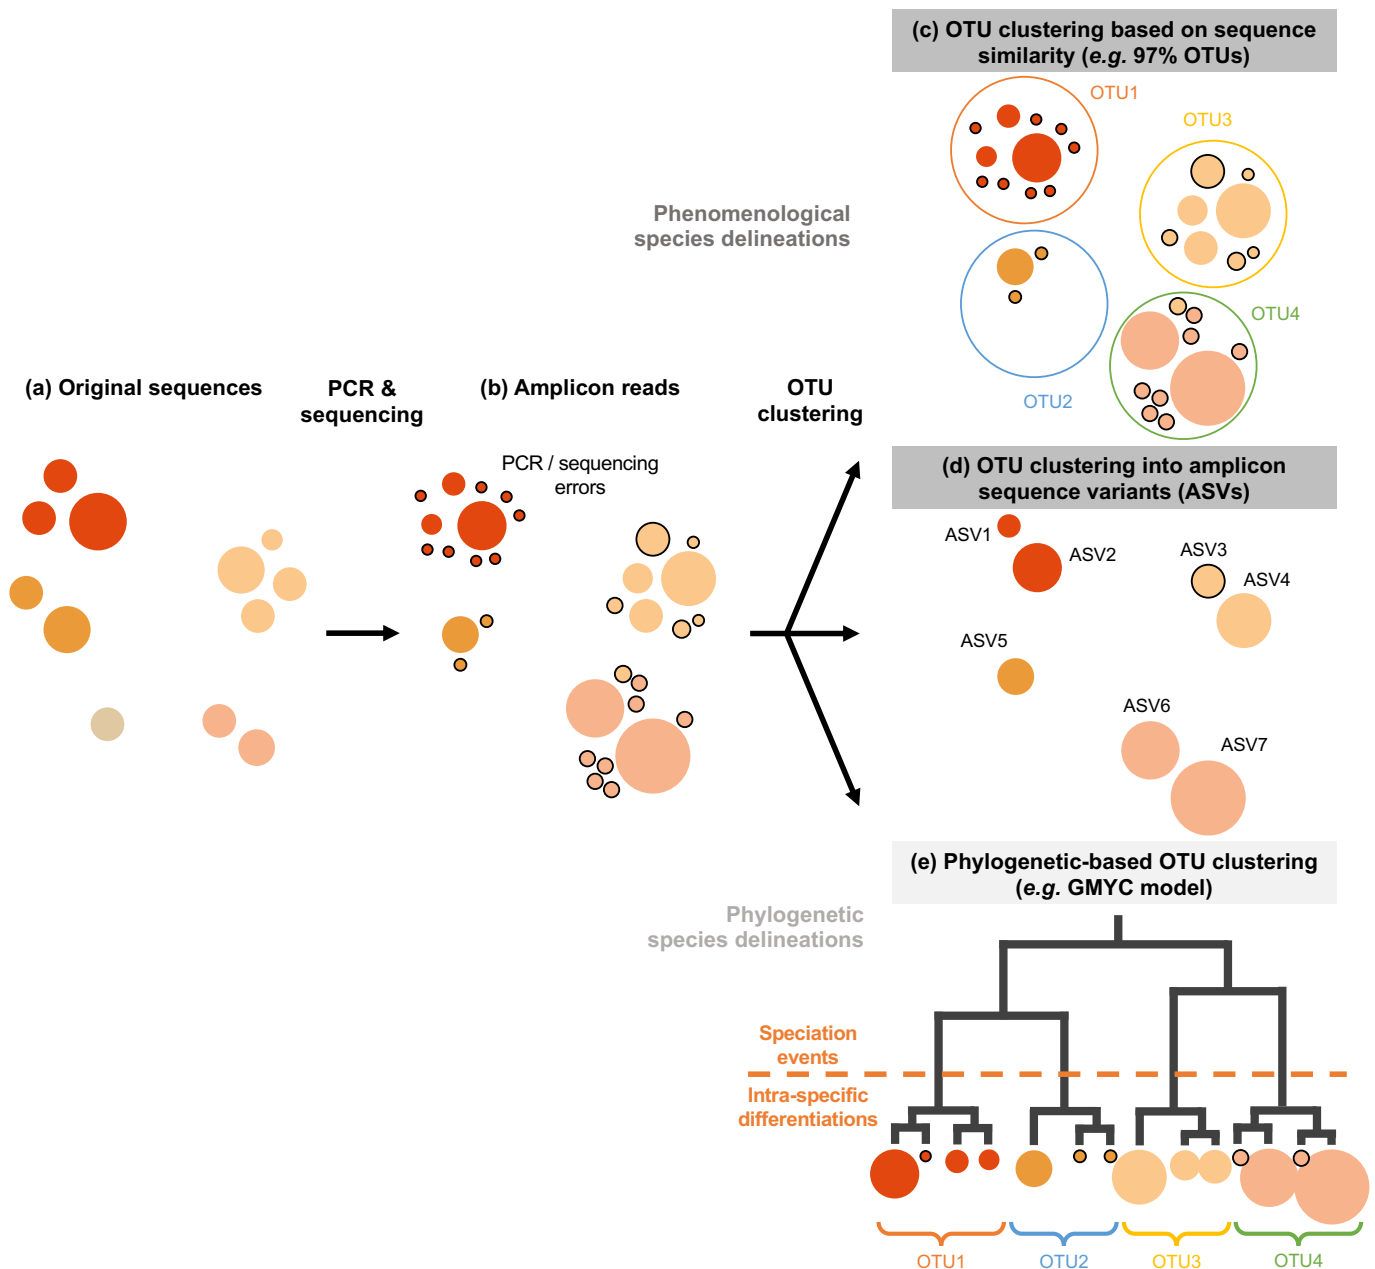 (c) OTU clustering based on sequence
similarity (e.g. 97% OTUs)
OTU1
OTU3
Phenomenological
species delineations
OTU4
OTU2
(a) Original sequences
PCR &
sequencing
(b) Amplicon reads
OTU
clustering
PCR / sequencing
errors
(d) OTU clustering into amplicon
sequence variants (ASVs)
ASV1
ASV2
ASV3
ASV4
ASV5
ASV6
ASV7
(e) Phylogenetic-based OTU clustering
(e.g. GMYC model)
Phylogenetic
species delineations
Speciation
events
Intra-specific
differentiations
OTU1
OTU2
OTU3
OTU4